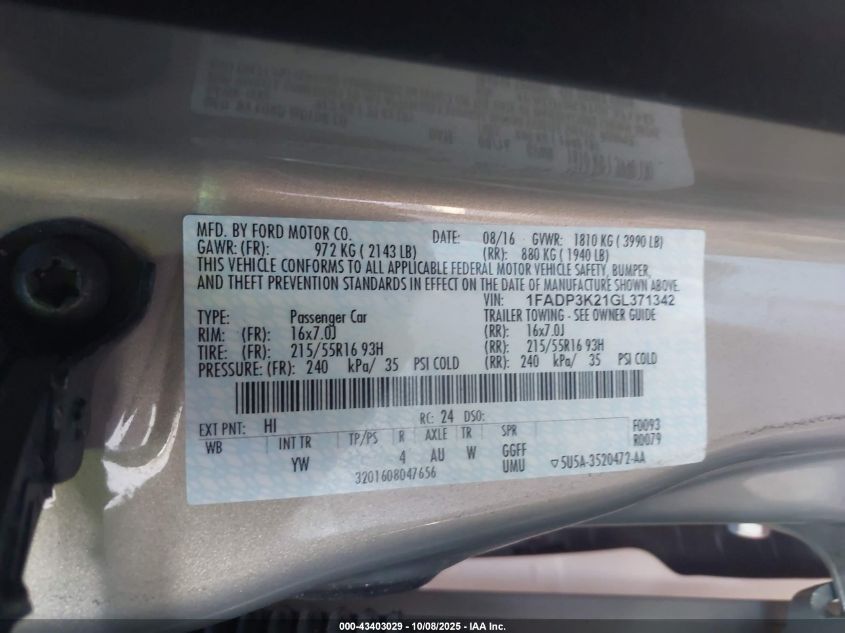 MFD. BY FORD MOTOR CO. DATE: 08/16 GVWR: 1810 KG ( 3990 LB)
GAWR: (FR): 972 KG ( 2143 LB) (RR): 880 KG ( 1940 LB)
THIS VEHICLE CONFORMS TO ALL APPLICABLE FEDERAL MOTOR VEHICLE SAFETY, BUMPER,
AND THEFT PREVENTION STANDARDS IN EFFECT ON THE DATE OF MANUFACTURE SHOWN ABOVE.
VIN: 1FADP3K21GL371342
TYPE: Passenger Car TRAILER TOWING - SEE OWNER GUIDE
RIM: (FR): 16x7.0J (RR): 16x7.0J
TIRE: (FR): 215/55R16 93H (RR): 215/55R16 93H
PRESSURE: (FR): 240 kPa/ 35 PSI COLD (RR): 240 kPa/ 35 PSI COLD
EXT PNT: HI RC: 24 DSO: F0093
WB INT TR TP/PS R AXLE TR SPR R0079
YW 4 AU W GGFF
3201608047656 UMU 5U5A-3520472-AA
000-43403029 - 10/08/2025 - IAA Inc.